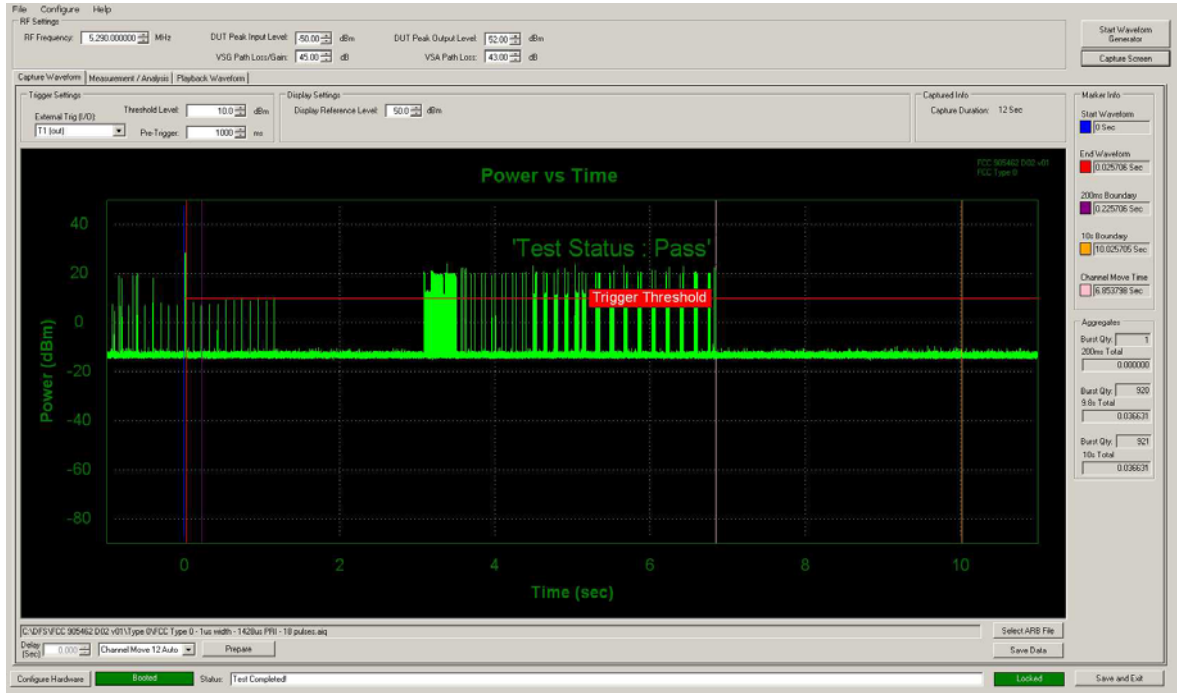 File Configure Help
RF Settings
RF Frequency: 5,290.000000 MHz DUT Peak Input Level: -50.00 dBm DUT Peak Output Level: 52.00 dBm
VSG Path Loss/Gain: 45.00 dB VSA Path Loss: 43.00 dB
Start Waveform Generator
Capture Screen
Capture Waveform Measurement / Analysis Playback Waveform
Trigger Settings
External Trig (I/O): Threshold Level: 10.0 dBm
T1 (out) Pre-Trigger: 1000 ms
Display Settings
Display Reference Level: 50.0 dBm
Captured Info
Capture Duration: 12 Sec
Marker Info
Start Waveform
0 Sec
End Waveform
0.025706 Sec
200ms Boundary
0.225706 Sec
10s Boundary
10.025705 Sec
Channel Move Time
6.853798 Sec
Aggregates
Burst Qty: 1
200ms Total
0.000000
Burst Qty: 920
9.8s Total
0.036631
Burst Qty: 921
10s Total
0.036631
Power vs Time
FCC 905462 D02 v01
FCC Type 0
'Test Status : Pass'
Trigger Threshold
Power (dBm)
40
20
0
-20
-40
-60
-80
0 2 4 6 8 10
Time (sec)
C:\DFS\FCC 905462 D02 v01\Type 0\FCC Type 0 - 1us width - 1428us PRI - 18 pulses.aiq
Select ARB File
Delay (Sec) 0.000 Channel Move 12 Auto Prepare
Save Data
Configure Hardware Booted Status: Test Completed! Locked Save and Exit